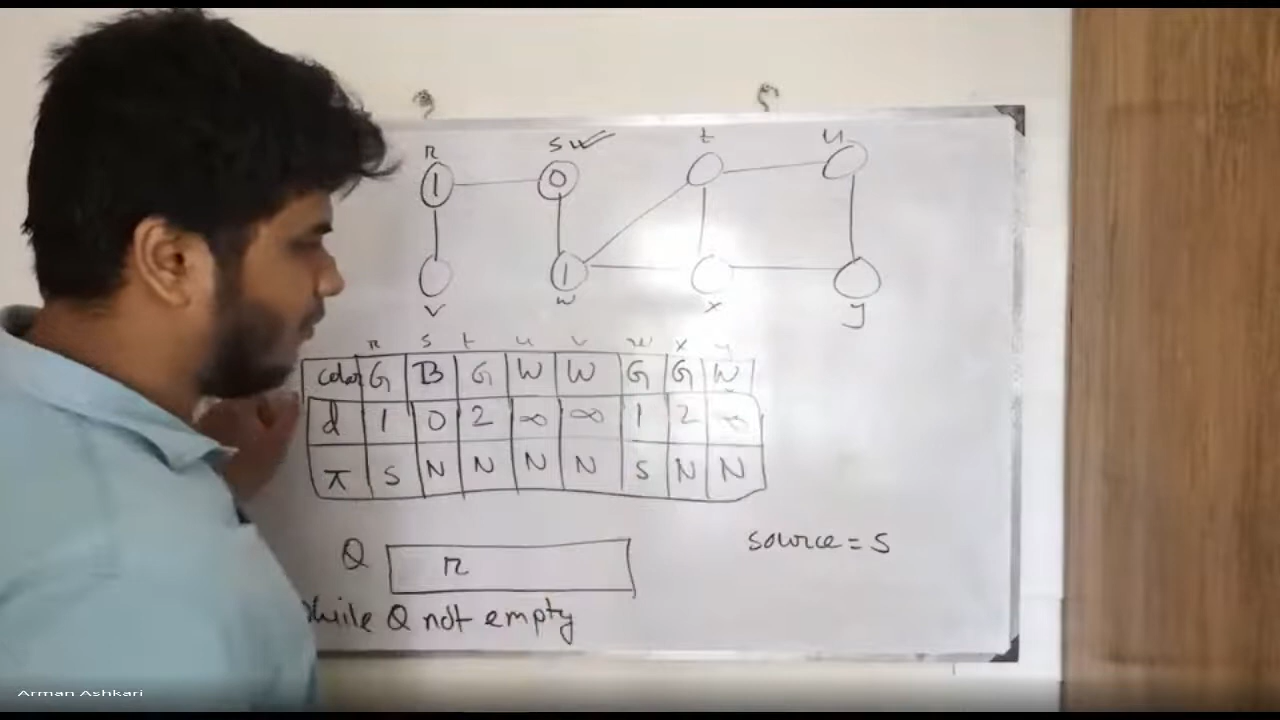 r s t u
1 0
1
v w x y
r s t u v w x y
color G B G W W G G W
d 1 0 2 ∞ ∞ 1 2 ∞
π S N N N N S N N
Q r
source = S
while Q not empty
Arman Ashkari